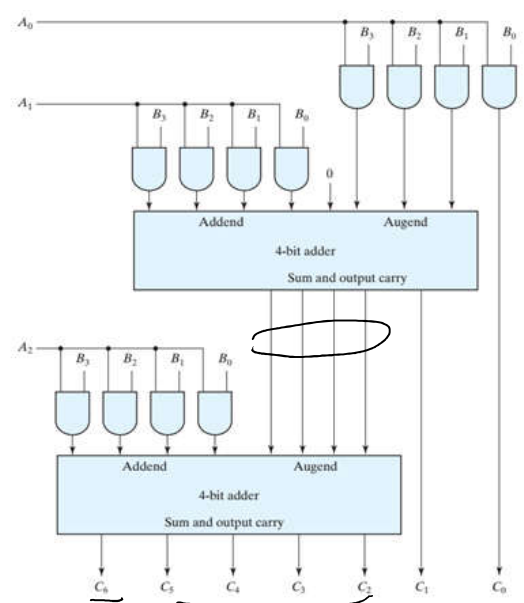 A₀
B₃ B₂ B₁ B₀
A₁
B₃ B₂ B₁ B₀
0
Addend Augend
4-bit adder
Sum and output carry
A₂
B₃ B₂ B₁ B₀
Addend Augend
4-bit adder
Sum and output carry
C₆ C₅ C₄ C₃ C₂ C₁ C₀